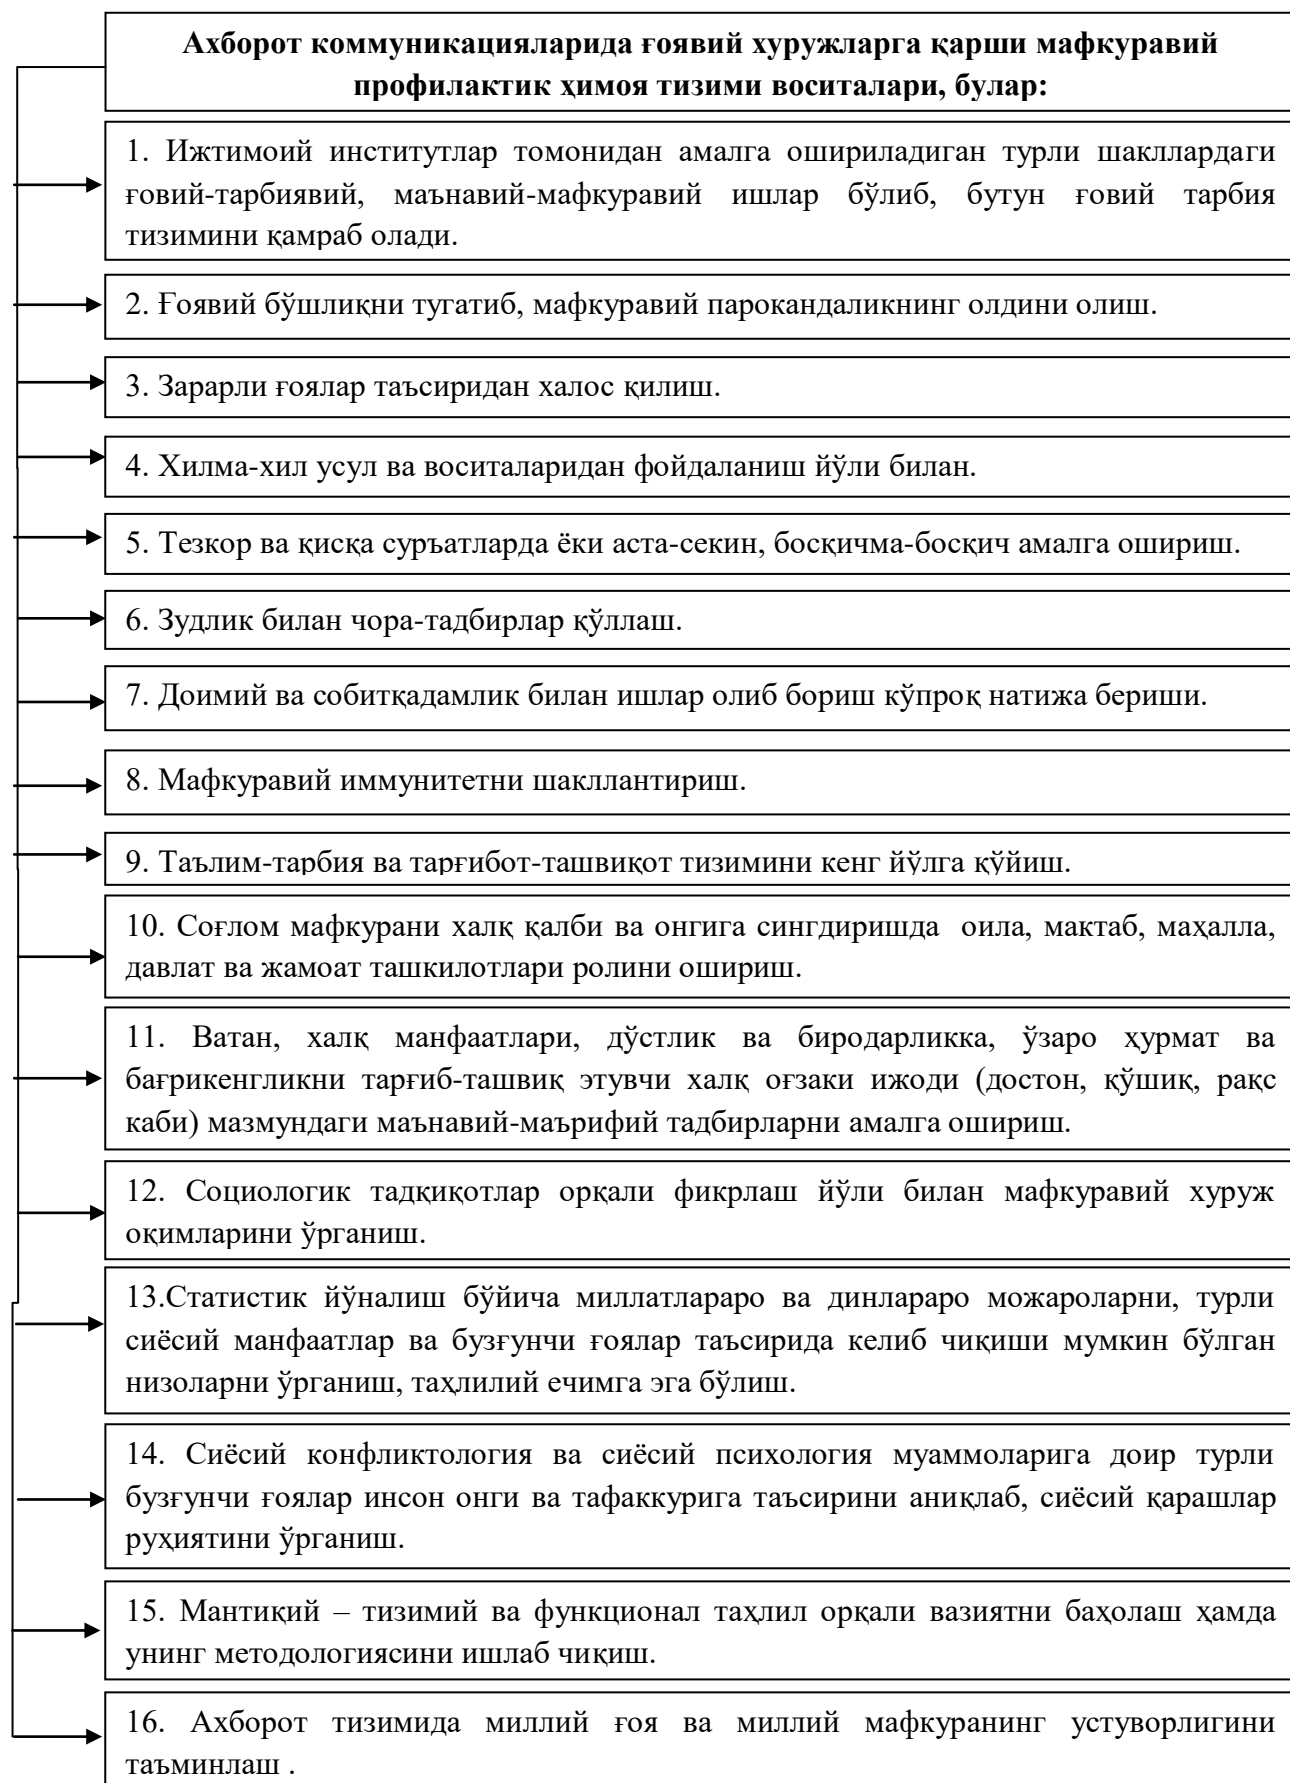 Ахборот коммуникацияларида ғоявий хуружларга қарши мафкуравий
профилактик ҳимоя тизими воситалари, булар:
1. Ижтимоий институтлар томонидан амалга ошириладиган турли шакллардаги
ғовий-тарбиявий, маънавий-мафкуравий ишлар бўлиб, бутун ғовий тарбия
тизимини қамраб олади.
2. Ғоявий бўшлиқни тугатиб, мафкуравий парокандаликнинг олдини олиш.
3. Зарарли ғоялар таъсиридан халос қилиш.
4. Хилма-хил усул ва воситаларидан фойдаланиш йўли билан.
5. Тезкор ва қисқа суръатларда ёки аста-секин, босқичма-босқич амалга ошириш.
6. Зудлик билан чора-тадбирлар қўллаш.
7. Доимий ва собитқадамлик билан ишлар олиб бориш кўпроқ натижа бериши.
8. Мафкуравий иммунитетни шакллантириш.
9. Таълим-тарбия ва тарғибот-ташвиқот тизимини кенг йўлга қўйиш.
10. Соғлом мафкурани халқ қалби ва онгига сингдиришда оила, мактаб, маҳалла,
давлат ва жамоат ташкилотлари ролини ошириш.
11. Ватан, халқ манфаатлари, дўстлик ва биродарликка, ўзаро ҳурмат ва
бағрикенгликни тарғиб-ташвиқ этувчи халқ оғзаки ижоди (достон, қўшиқ, рақс
каби) мазмундаги маънавий-маърифий тадбирларни амалга ошириш.
12. Социологик тадқиқотлар орқали фикрлаш йўли билан мафкуравий хуруж
оқимларини ўрганиш.
13.Статистик йўналиш бўйича миллатлараро ва динлараро можароларни, турли
сиёсий манфаатлар ва бузғунчи ғоялар таъсирида келиб чиқиши мумкин бўлган
низоларни ўрганиш, таҳлилий ечимга эга бўлиш.
14. Сиёсий конфликтология ва сиёсий психология муаммоларига доир турли
бузғунчи ғоялар инсон онги ва тафаккурига таъсирини аниқлаб, сиёсий қарашлар
руҳиятини ўрганиш.
15. Мантиқий – тизимий ва функционал таҳлил орқали вазиятни баҳолаш ҳамда
унинг методологиясини ишлаб чиқиш.
16. Ахборот тизимида миллий ғоя ва миллий мафкуранинг устуворлигини
таъминлаш .